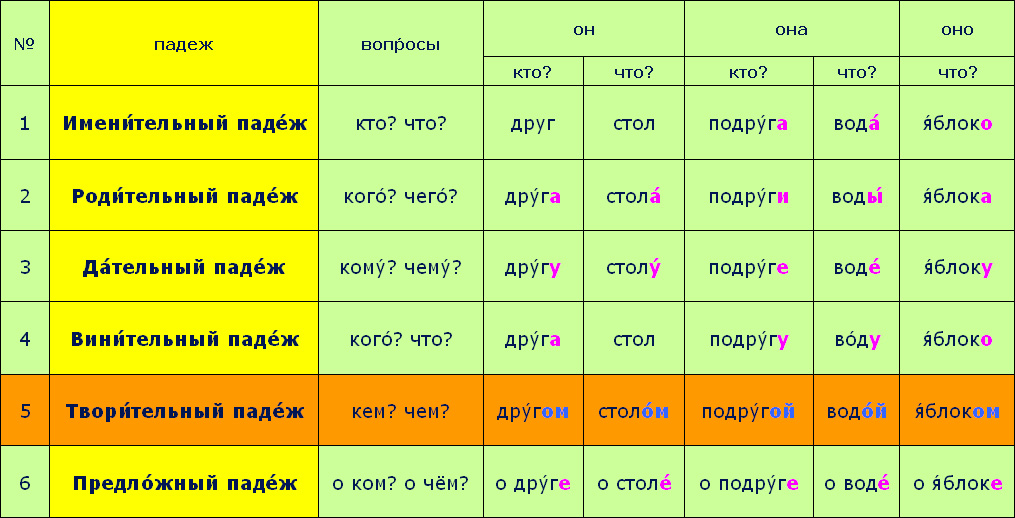 № падеж вопро́сы он она оно
кто? что? кто? что? что?
1 Имени́тельный паде́ж кто? что? друг стол подру́га вода́ я́блоко
2 Роди́тельный паде́ж кого́? чего́? дру́га стола́ подру́ги воды́ я́блока
3 Да́тельный паде́ж кому́? чему́? дру́гу столу́ подру́ге воде́ я́блоку
4 Вини́тельный паде́ж кого́? что? дру́га стол подру́гу во́ду я́блоко
5 Твори́тельный паде́ж кем? чем? дру́гом столо́м подру́гой водо́й я́блоком
6 Предло́жный паде́ж о ком? о чём? о дру́ге о столе́ о подру́ге о воде́ о я́блоке